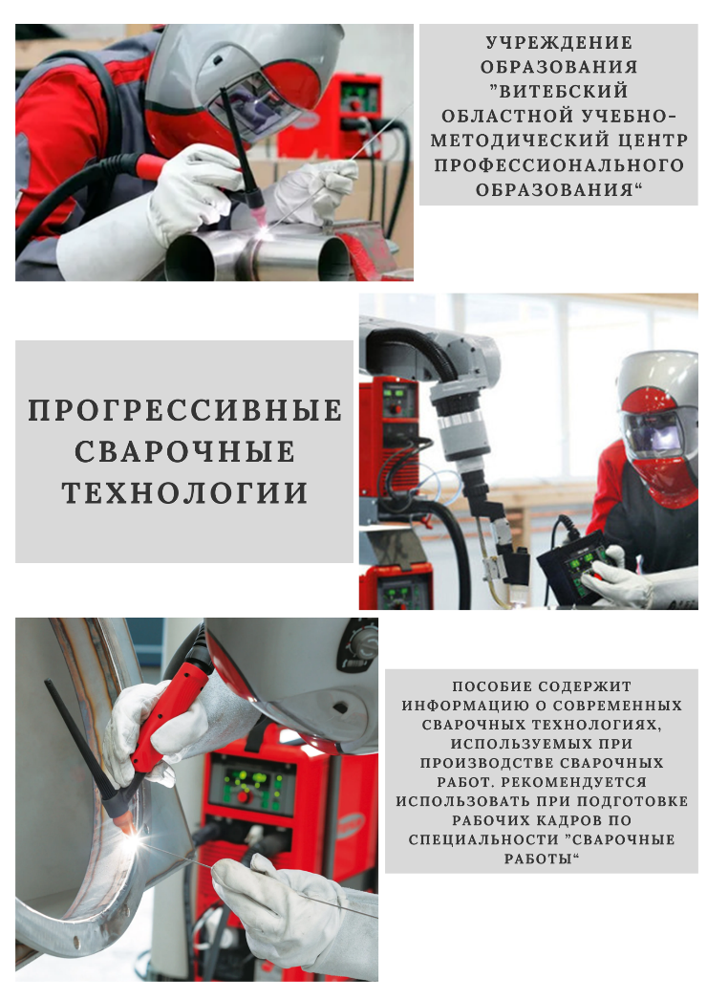 УЧРЕЖДЕНИЕ
ОБРАЗОВАНИЯ
"ВИТЕБСКИЙ
ОБЛАСТНОЙ УЧЕБНО-
МЕТОДИЧЕСКИЙ ЦЕНТР
ПРОФЕССИОНАЛЬНОГО
ОБРАЗОВАНИЯ“
ПРОГРЕССИВНЫЕ
СВАРОЧНЫЕ
ТЕХНОЛОГИИ
ПОСОБИЕ СОДЕРЖИТ
ИНФОРМАЦИЮ О СОВРЕМЕННЫХ
СВАРОЧНЫХ ТЕХНОЛОГИЯХ,
ИСПОЛЬЗУЕМЫХ ПРИ
ПРОИЗВОДСТВЕ СВАРОЧНЫХ
РАБОТ. РЕКОМЕНДУЕТСЯ
ИСПОЛЬЗОВАТЬ ПРИ ПОДГОТОВКЕ
РАБОЧИХ КАДРОВ ПО
СПЕЦИАЛЬНОСТИ ”СВАРОЧНЫЕ
РАБОТЫ“